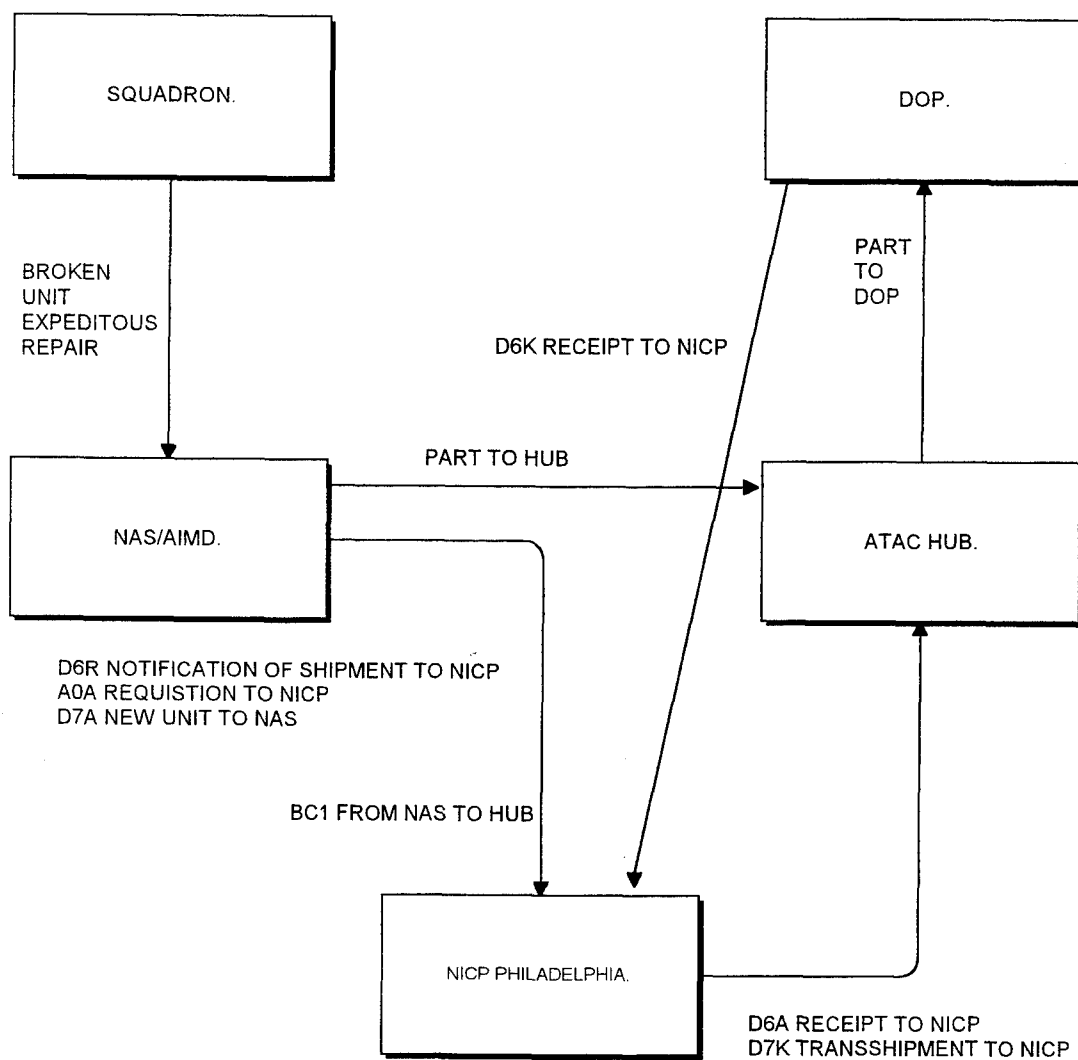 SQUADRON.
DOP.
BROKEN
UNIT
EXPEDITOUS
REPAIR
PART
TO
DOP
D6K RECEIPT TO NICP
PART TO HUB
NAS/AIMD.
ATAC HUB.
D6R NOTIFICATION OF SHIPMENT TO NICP
A0A REQUISTION TO NICP
D7A NEW UNIT TO NAS
BC1 FROM NAS TO HUB
NICP PHILADELPHIA.
D6A RECEIPT TO NICP
D7K TRANSSHIPMENT TO NICP